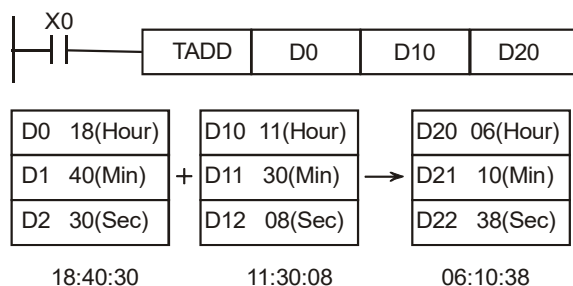 X0
TADD D0 D10 D20
D0 18(Hour) D10 11(Hour) D20 06(Hour)
D1 40(Min) + D11 30(Min) → D21 10(Min)
D2 30(Sec) D12 08(Sec) D22 38(Sec)
18:40:30 11:30:08 06:10:38